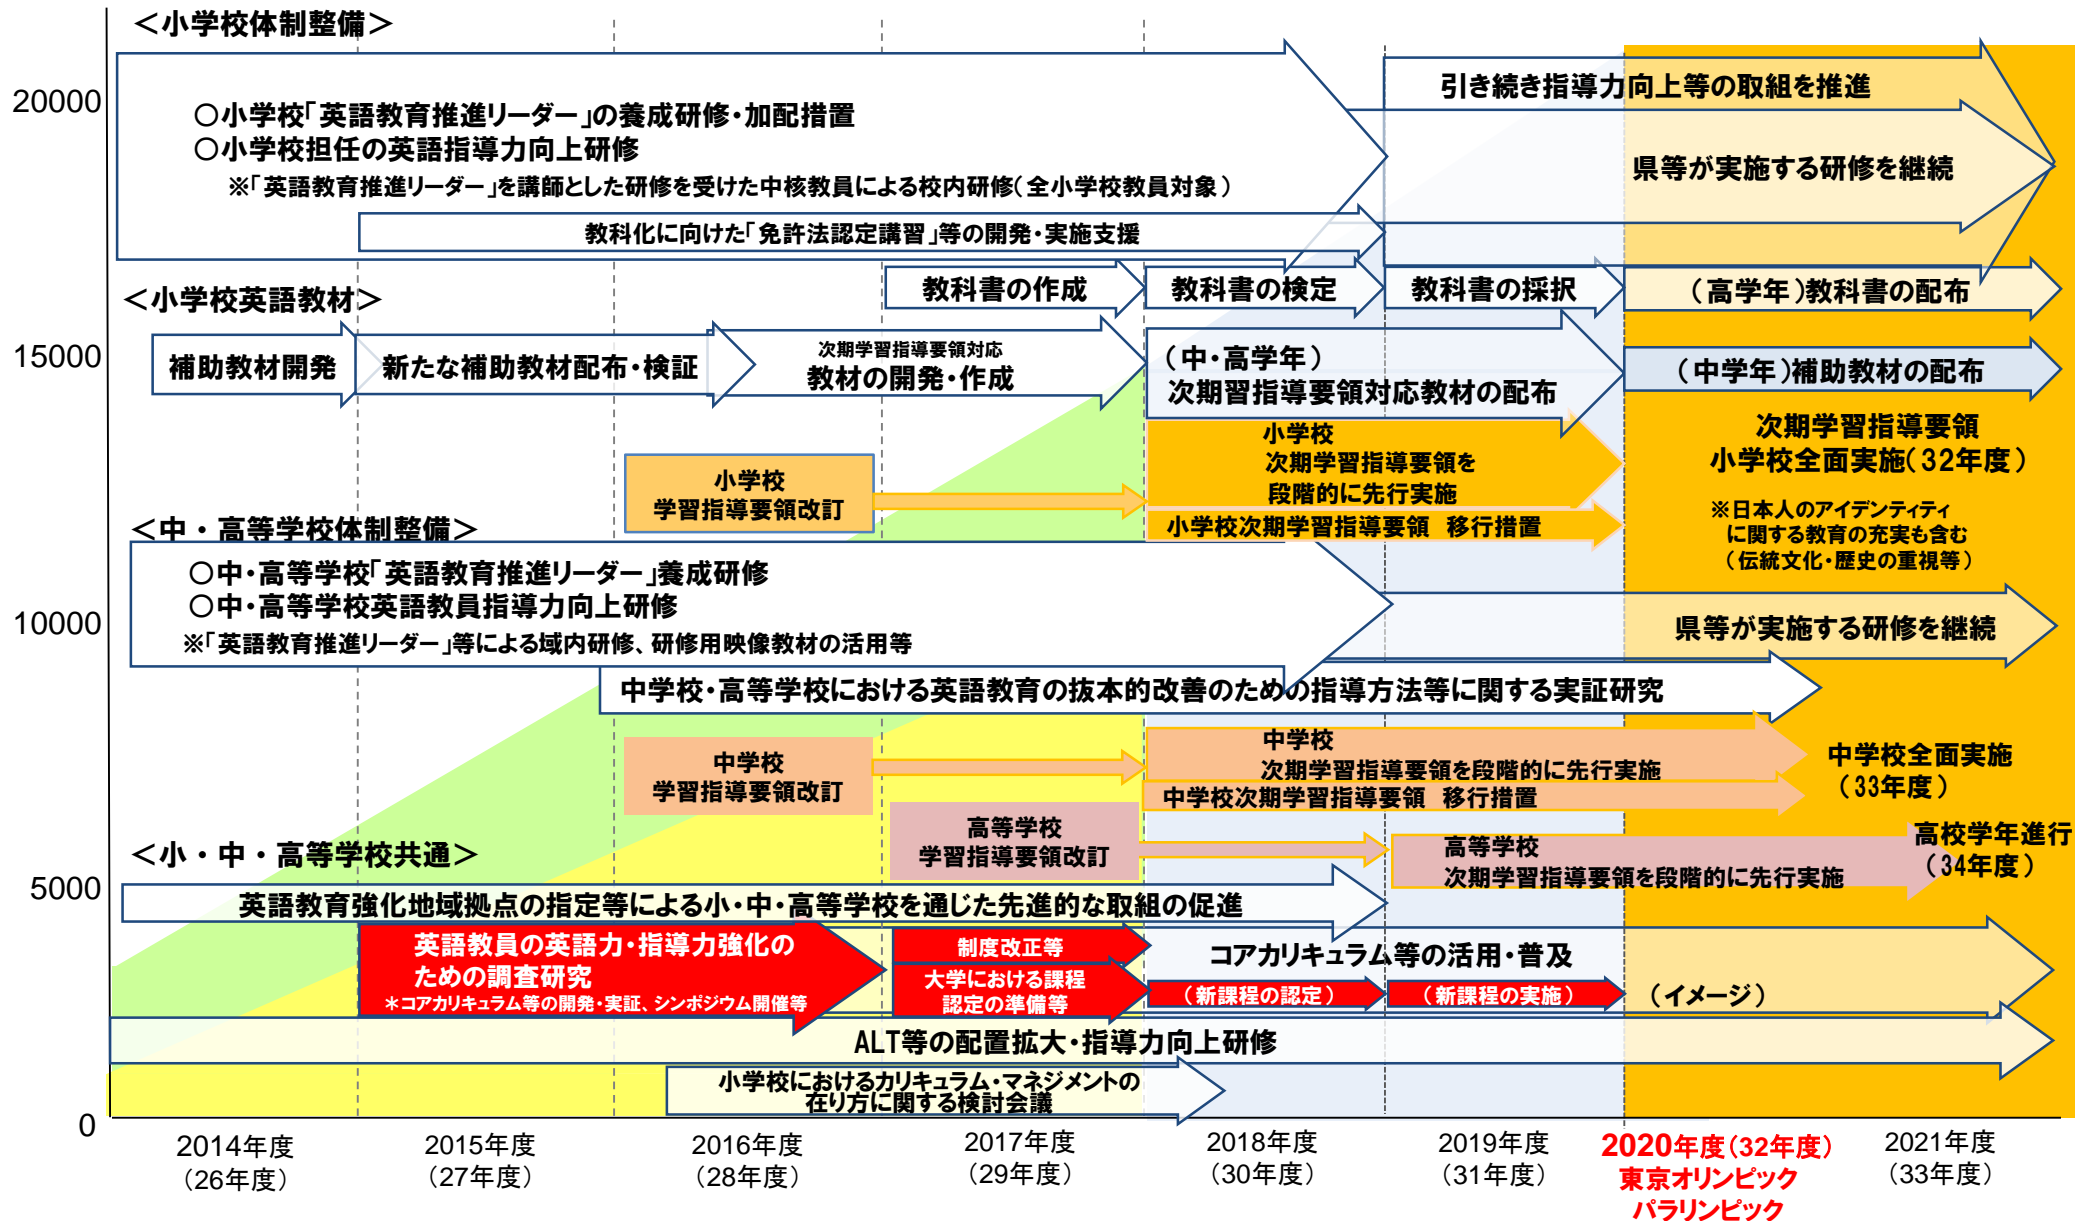 ＜小学校体制整備＞
20000
○小学校「英語教育推進リーダー」の養成研修・加配措置
○小学校担任の英語指導力向上研修
※「英語教育推進リーダー」を講師とした研修を受けた中核教員による校内研修（全小学校教員対象）
教科化に向けた「免許法認定講習」等の開発・実施支援
引き続き指導力向上等の取組を推進
県等が実施する研修を継続
＜小学校英語教材＞
教科書の作成
教科書の検定
教科書の採択
（高学年）教科書の配布
15000
補助教材開発
新たな補助教材配布・検証
次期学習指導要領対応
教材の開発・作成
（中・高学年）
次期習指導要領対応教材の配布
（中学年）補助教材の配布
小学校
学習指導要領改訂
小学校
次期学習指導要領を
段階的に先行実施
小学校次期学習指導要領　移行措置
次期学習指導要領
小学校全面実施（32年度）
※日本人のアイデンティティ
に関する教育の充実も含む
（伝統文化・歴史の重視等）
＜中・高等学校体制整備＞
○中・高等学校「英語教育推進リーダー」養成研修
○中・高等学校英語教員指導力向上研修
※「英語教育推進リーダー」等による域内研修、研修用映像教材の活用等
10000
県等が実施する研修を継続
中学校・高等学校における英語教育の抜本的改善のための指導方法等に関する実証研究
中学校
学習指導要領改訂
中学校
次期学習指導要領を段階的に先行実施
中学校次期学習指導要領　移行措置
中学校全面実施
（33年度）
高等学校
学習指導要領改訂
高等学校
次期学習指導要領を段階的に先行実施
高校学年進行
（34年度）
＜小・中・高等学校共通＞
5000
英語教育強化地域拠点の指定等による小・中・高等学校を通じた先進的な取組の促進
英語教員の英語力・指導力強化の
ための調査研究
＊コアカリキュラム等の開発・実証、シンポジウム開催等
制度改正等
大学における課程
認定の準備等
コアカリキュラム等の活用・普及
（新課程の認定）
（新課程の実施）
（イメージ）
ALT等の配置拡大・指導力向上研修
小学校におけるカリキュラム・マネジメントの
在り方に関する検討会議
0
2014年度
（26年度）
2015年度
（27年度）
2016年度
（28年度）
2017年度
（29年度）
2018年度
（30年度）
2019年度
（31年度）
2020年度（32年度）
東京オリンピック
パラリンピック
2021年度
（33年度）